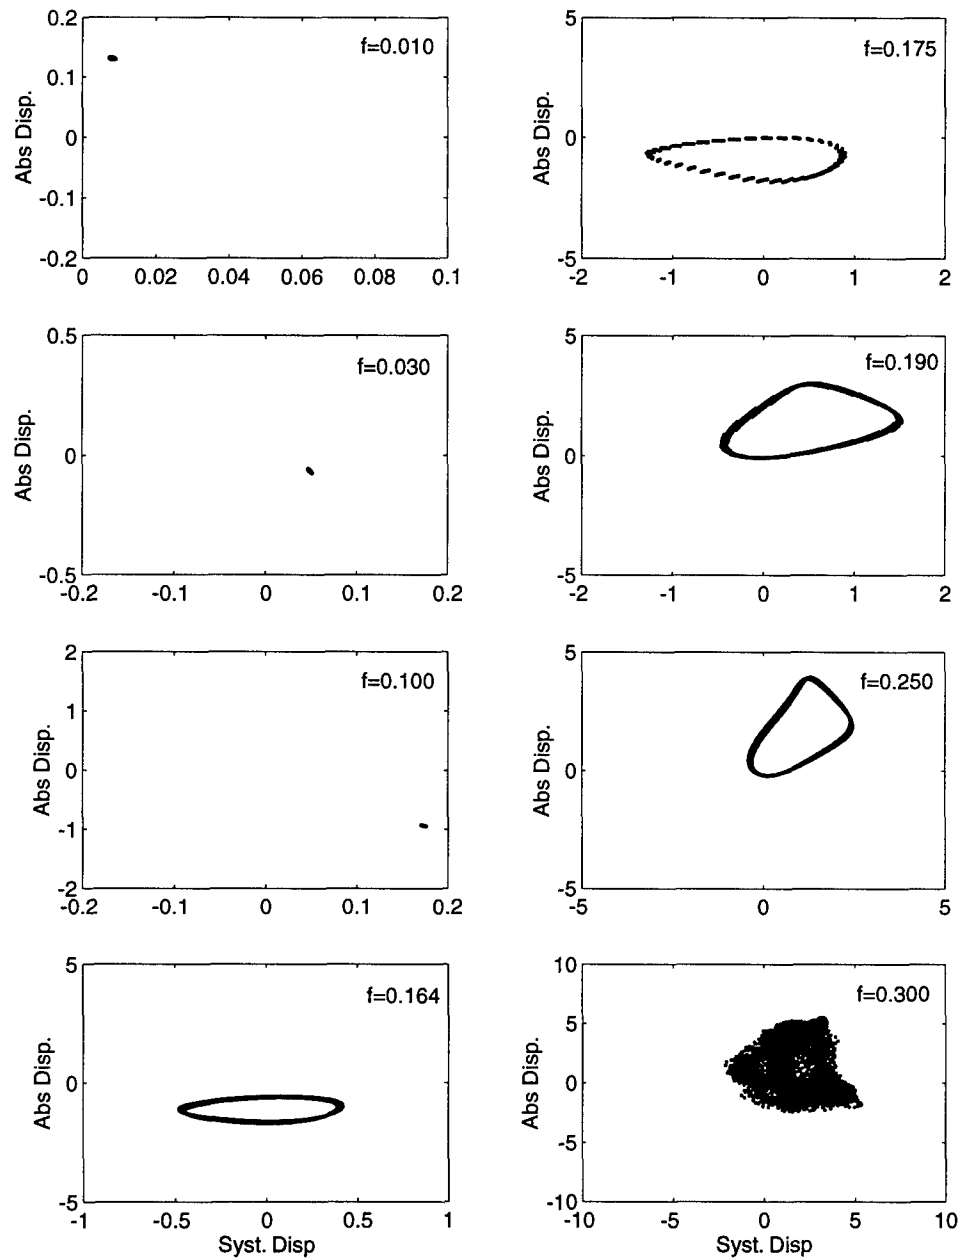 0.2
f=0.010
0.1
Abs Disp.
0
-0.1
-0.2
0 0.02 0.04 0.06 0.08 0.1
5
f=0.175
Abs Disp.
0
-5
-2 -1 0 1 2
0.5
f=0.030
Abs Disp.
0
-0.5
-0.2 -0.1 0 0.1 0.2
5
f=0.190
Abs Disp.
0
-5
-2 -1 0 1 2
2
f=0.100
1
Abs Disp.
0
-1
-2
-0.2 -0.1 0 0.1 0.2
5
f=0.250
Abs Disp.
0
-5
-5 0 5
5
f=0.164
Abs Disp.
0
-5
-1 -0.5 0 0.5 1
Syst. Disp
10
f=0.300
5
Abs Disp.
0
-5
-10
-10 -5 0 5 10
Syst. Disp